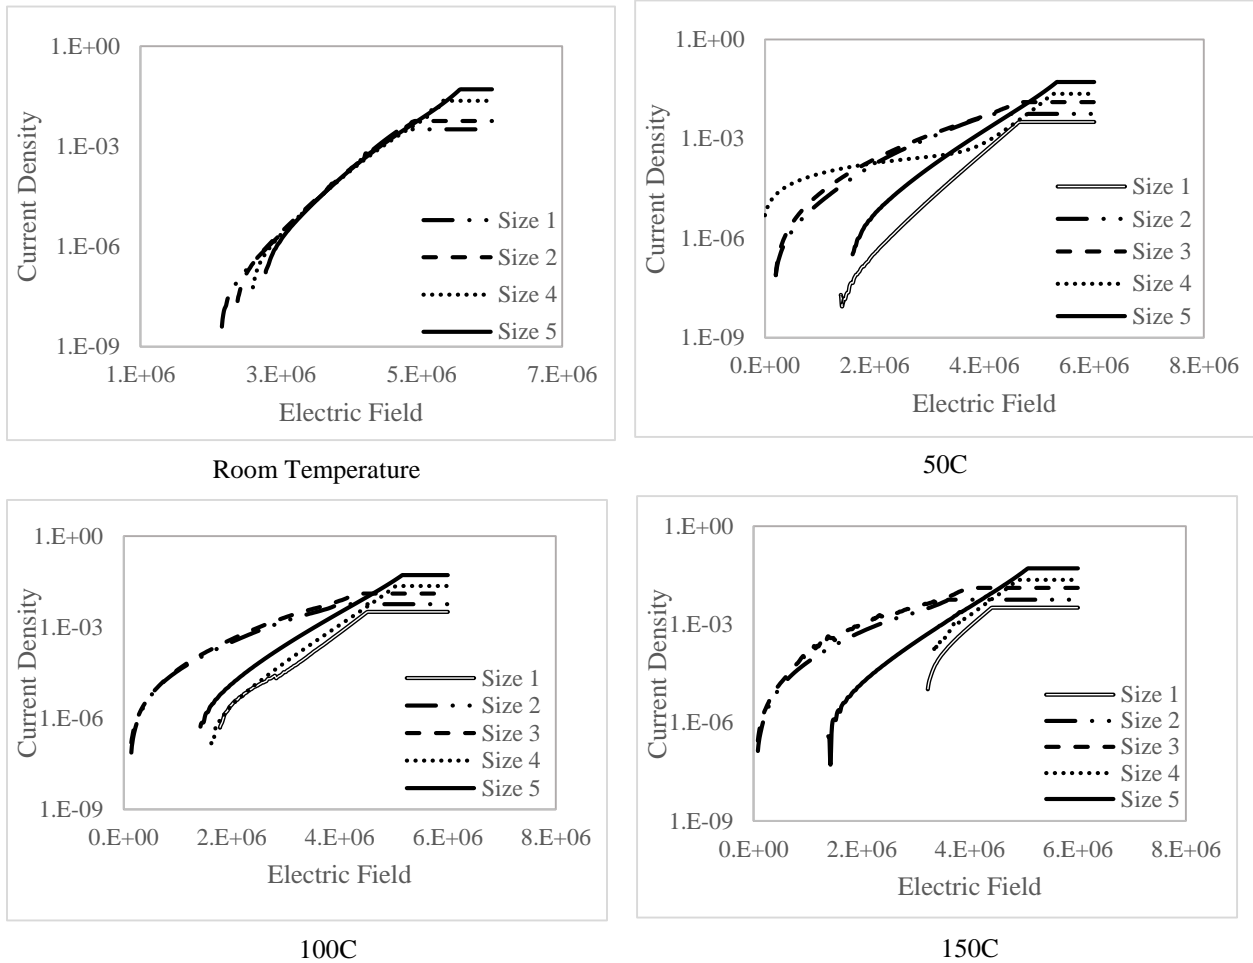 1.E+00
1.E-03
1.E-06
1.E-09
Current Density
1.E+06
3.E+06
5.E+06
7.E+06
Electric Field
Size 1
Size 2
Size 4
Size 5
Room Temperature
1.E+00
1.E-03
1.E-06
1.E-09
Current Density
0.E+00
2.E+06
4.E+06
6.E+06
8.E+06
Electric Field
Size 1
Size 2
Size 3
Size 4
Size 5
50C
1.E+00
1.E-03
1.E-06
1.E-09
Current Density
0.E+00
2.E+06
4.E+06
6.E+06
8.E+06
Electric Field
Size 1
Size 2
Size 3
Size 4
Size 5
100C
1.E+00
1.E-03
1.E-06
1.E-09
Current Density
0.E+00
2.E+06
4.E+06
6.E+06
8.E+06
Electric Field
Size 1
Size 2
Size 3
Size 4
Size 5
150C